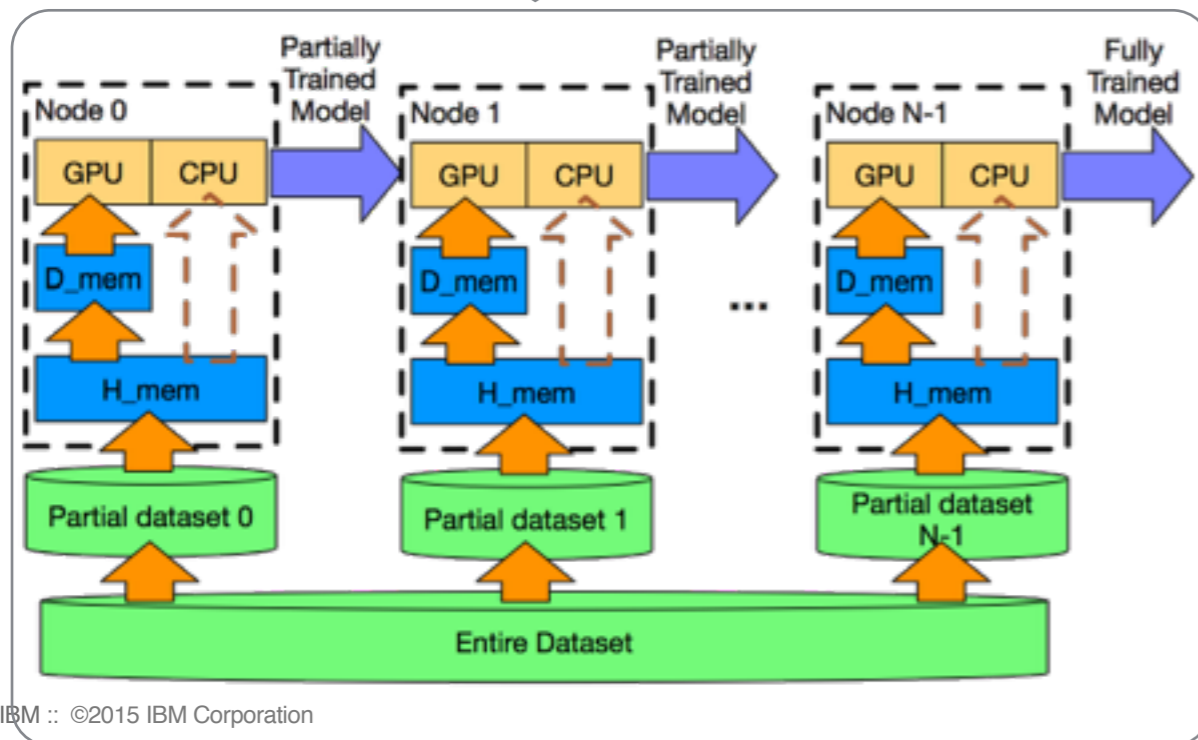 Partially
Trained
Model
Partially
Trained
Model
Fully
Trained
Model
Node 0
Node 1
Node N-1
GPU
CPU
GPU
CPU
GPU
CPU
D_mem
D_mem
...
D_mem
H_mem
H_mem
H_mem
Partial dataset 0
Partial dataset 1
Partial dataset
N-1
Entire Dataset
IBM :: ©2015 IBM Corporation